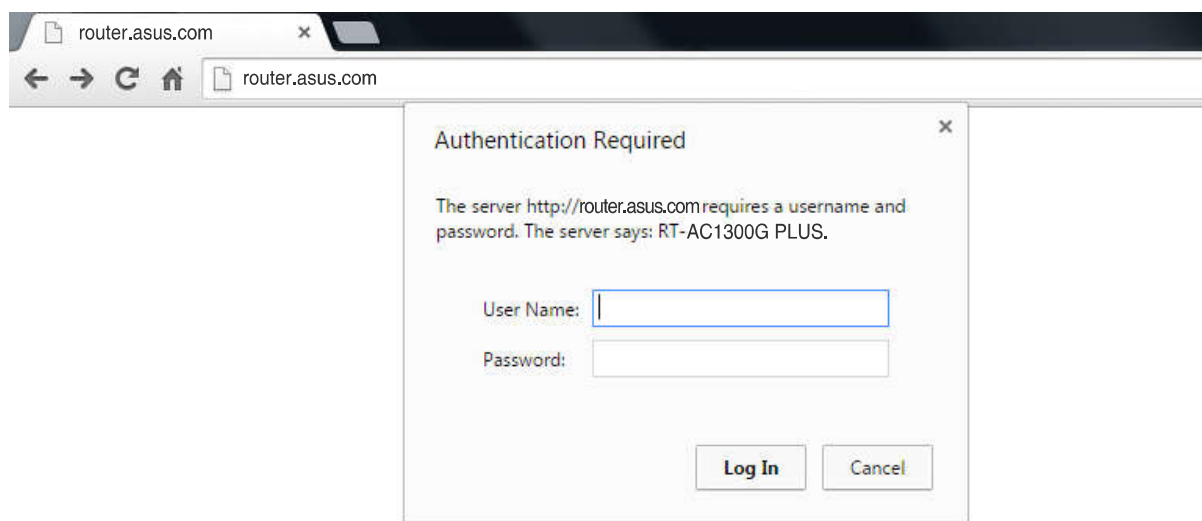 router.asus.com
router.asus.com
Authentication Required
The server http://router.asus.com requires a username and
password. The server says: RT-AC1300G PLUS.
User Name:
Password:
Log In
Cancel